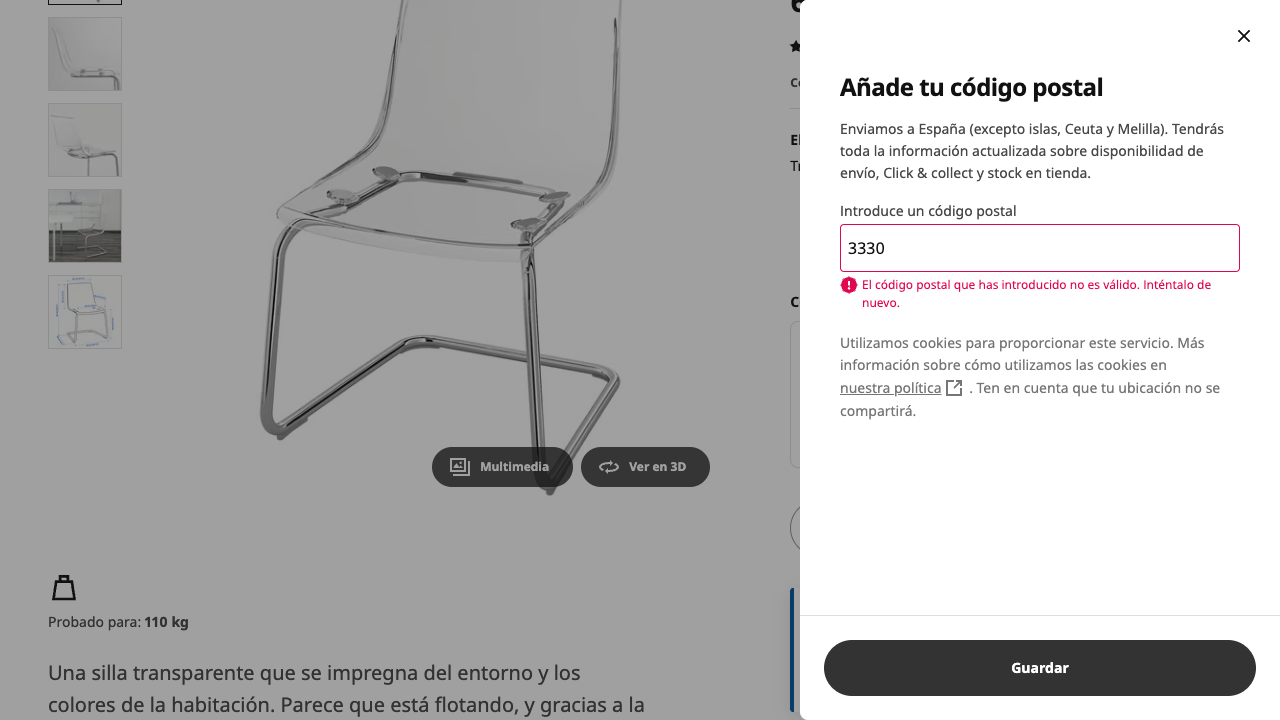 Añade tu código postal
Enviamos a España (excepto islas, Ceuta y Melilla). Tendrás
toda la información actualizada sobre disponibilidad de
envío, Click & collect y stock en tienda.
Introduce un código postal
3330
El código postal que has introducido no es válido. Inténtalo de
nuevo.
Utilizamos cookies para proporcionar este servicio. Más
información sobre cómo utilizamos las cookies en
nuestra política . Ten en cuenta que tu ubicación no se
compartirá.
Guardar
Multimedia
Ver en 3D
Probado para: 110 kg
Una silla transparente que se impregna del entorno y los
colores de la habitación. Parece que está flotando, y gracias a la